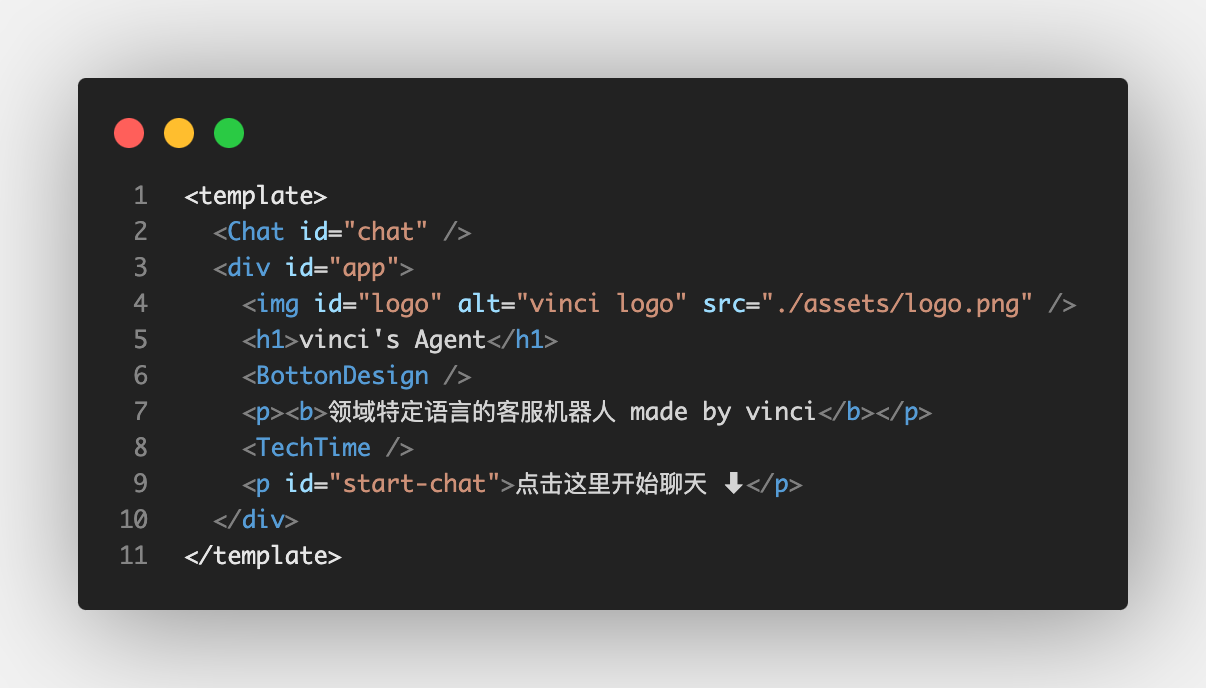 1 <template>
2   <Chat id="chat" />
3   <div id="app">
4     <img id="logo" alt="vinci logo" src="./assets/logo.png" />
5     <h1>vinci's Agent</h1>
6     <BottonDesign />
7     <p><b>领域特定语言的客服机器人 made by vinci</b></p>
8     <TechTime />
9     <p id="start-chat">点击这里开始聊天 ⬇</p>
10   </div>
11 </template>